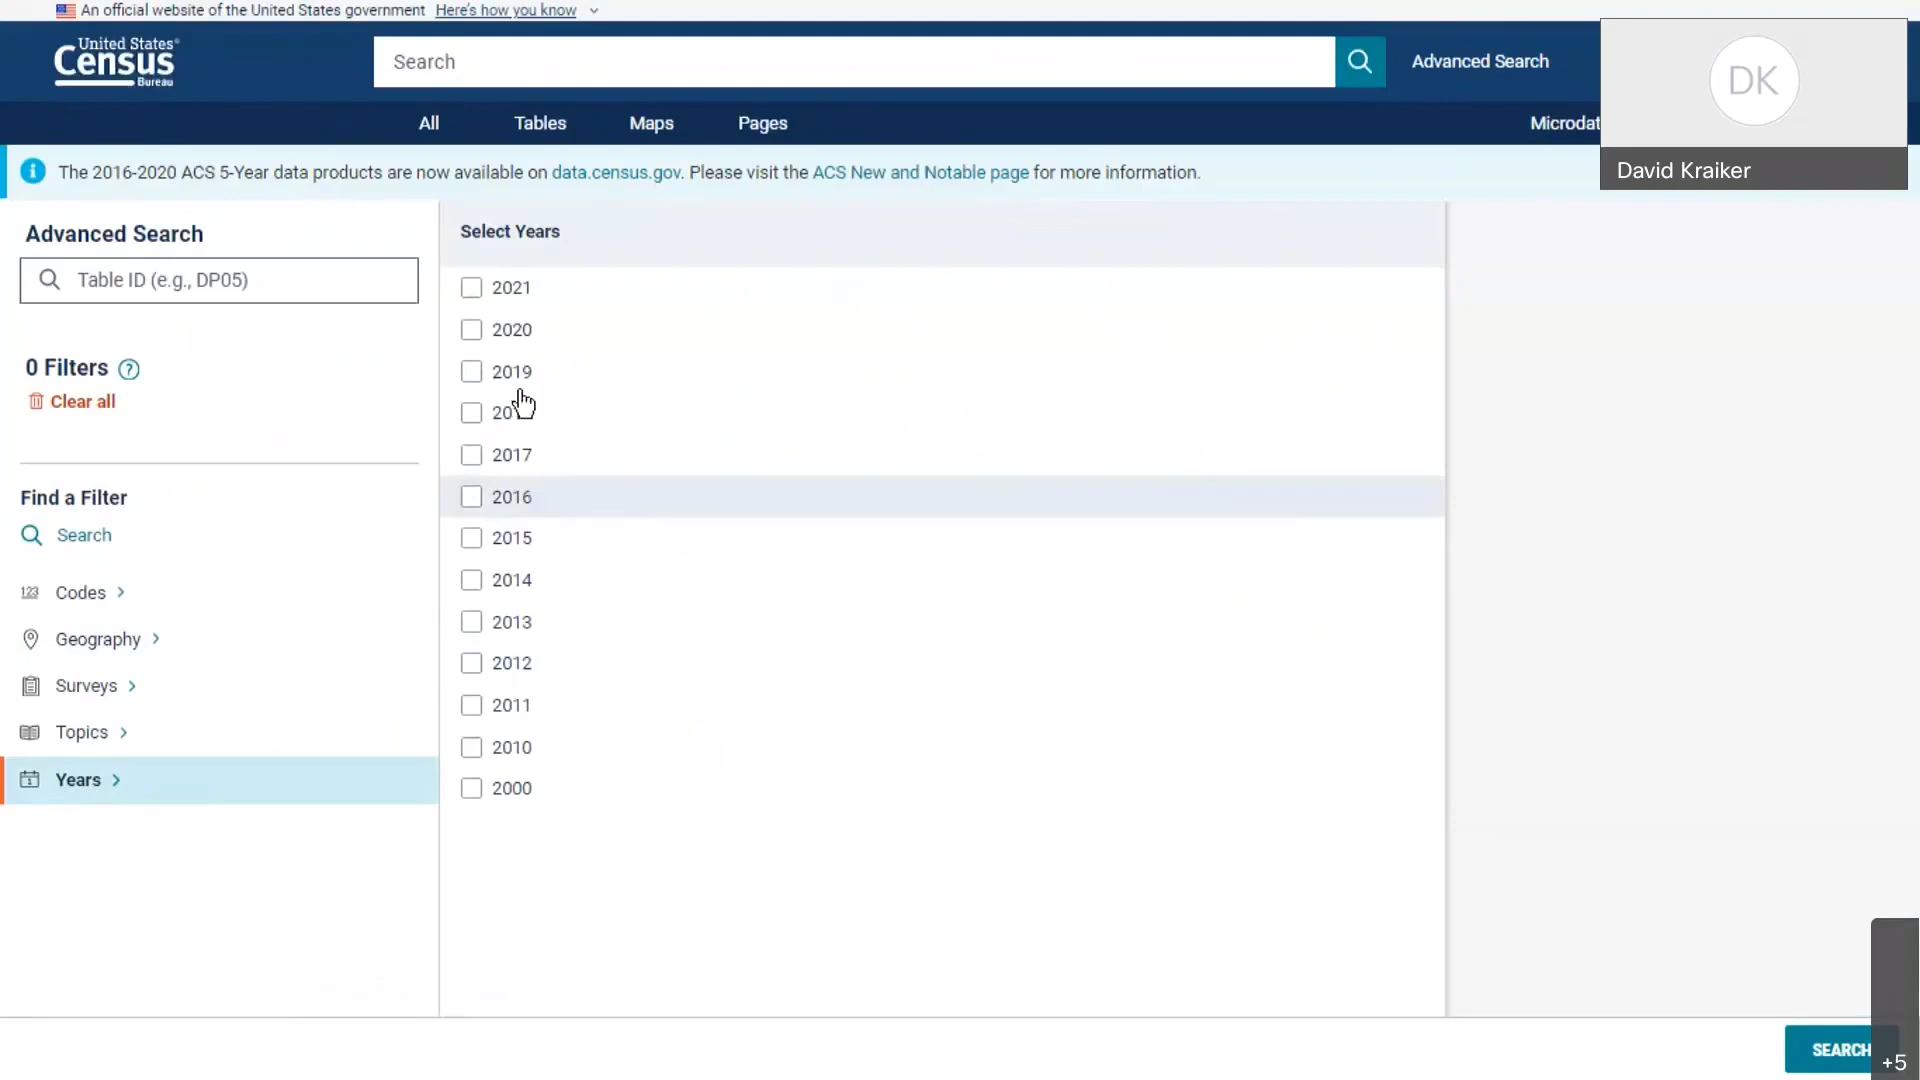 An official website of the United States government Here's how you know
United States®
Census
Bureau
Search
Advanced Search
DK
David Kraiker
All Tables Maps Pages
The 2016-2020 ACS 5-Year data products are now available on data.census.gov. Please visit the ACS New and Notable page for more information.
Advanced Search
Table ID (e.g., DP05)
0 Filters ?
Clear all
Find a Filter
Search
123 Codes
Geography
Surveys
Topics
1 Years
Select Years
2021
2020
2019
2017
2016
2015
2014
2013
2012
2011
2010
2000
SEARCH
+5